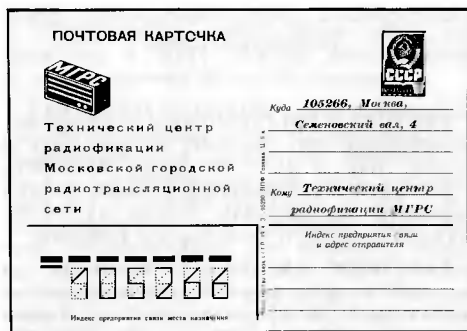 ПОЧТОВАЯ КАРТОЧКА
МГРС
Технический центр
радиофикации
Московской городской
радиотрансляционной
сети
105266
Индекс предприятия связи места назначения
СССР
Куда 105266, Москва,
Семеновский вал, 4
Кому Технический центр
радиофикации МГРС
Индекс предприятия связи
и адрес отправителя